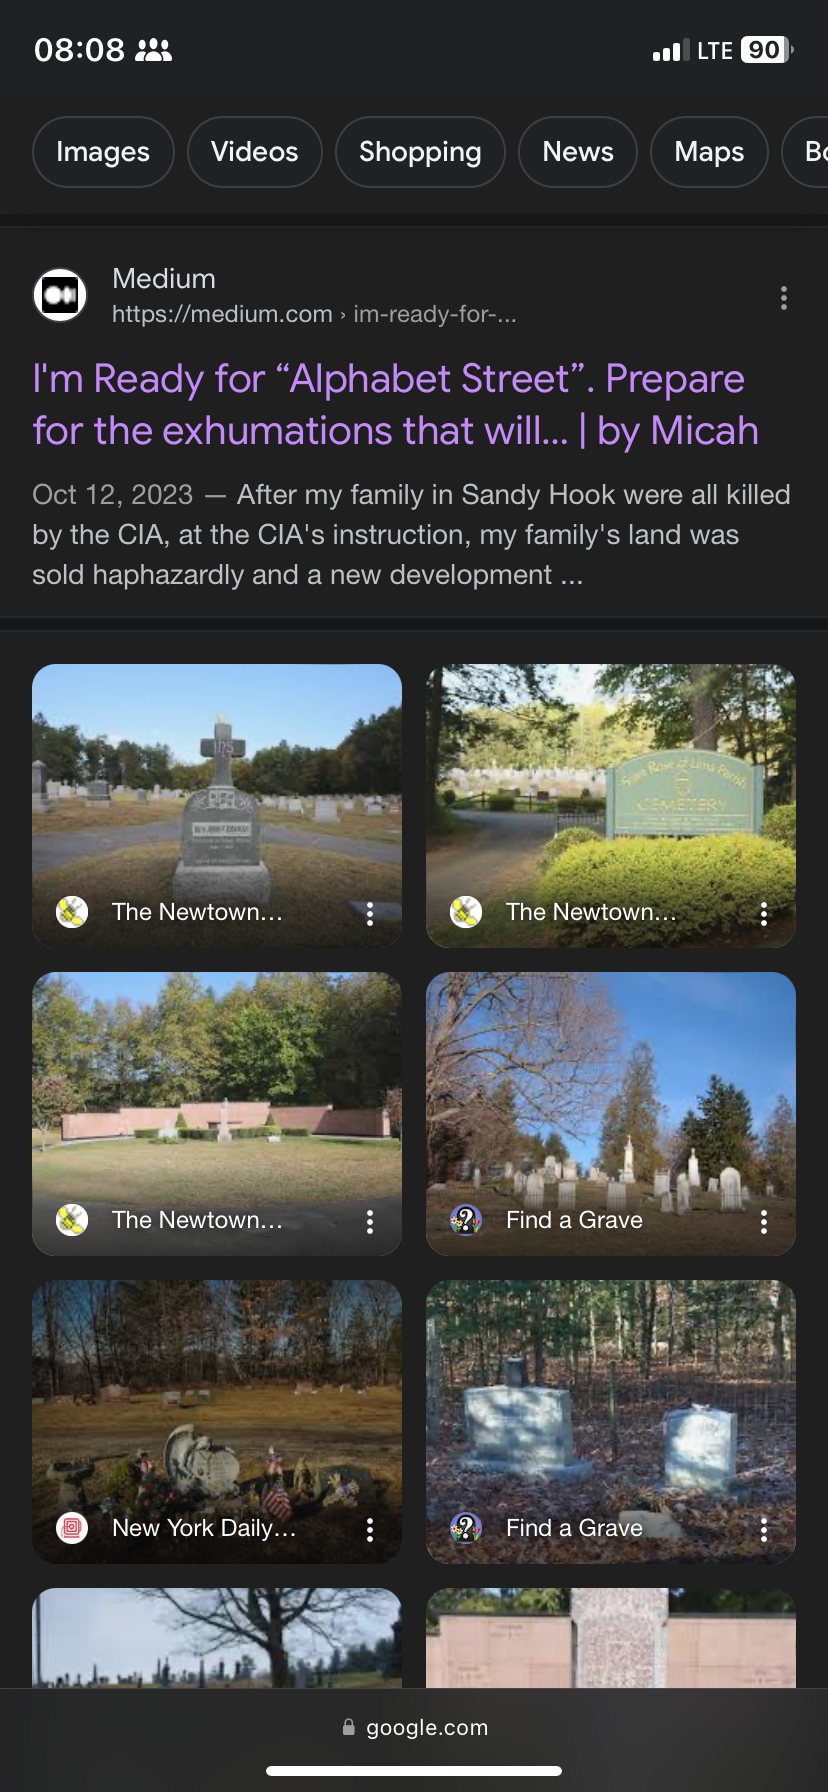 08:08
LTE 90
Images Videos Shopping News Maps Bo
Medium
https://medium.com › im-ready-for-...
I'm Ready for “Alphabet Street”. Prepare
for the exhumations that will... | by Micah
Oct 12, 2023 — After my family in Sandy Hook were all killed
by the CIA, at the CIA's instruction, my family's land was
sold haphazardly and a new development ...
IHS
Saint Rose of Lima Parish
CEMETERY
The Newtown...
The Newtown...
The Newtown...
Find a Grave
New York Daily...
Find a Grave
google.com